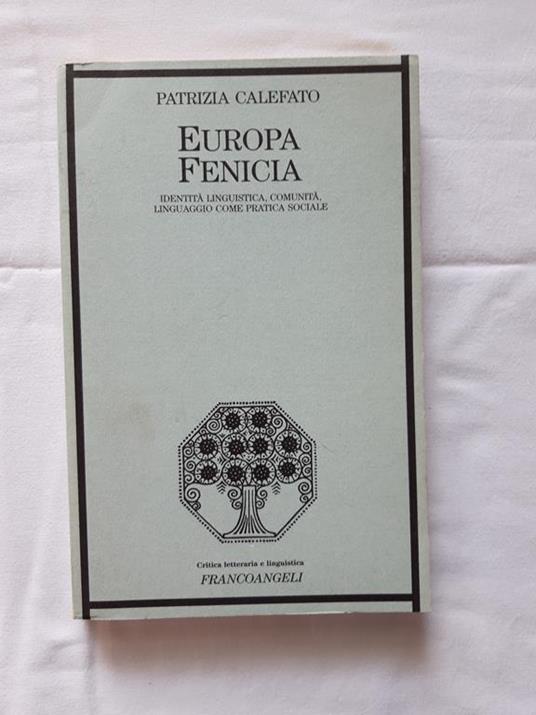 PATRIZIA CALEFATO
EUROPA
FENICIA
IDENTITÀ LINGUISTICA, COMUNITÀ,
LINGUAGGIO COME PRATICA SOCIALE
Critica letteraria e linguistica
FRANCOANGELI